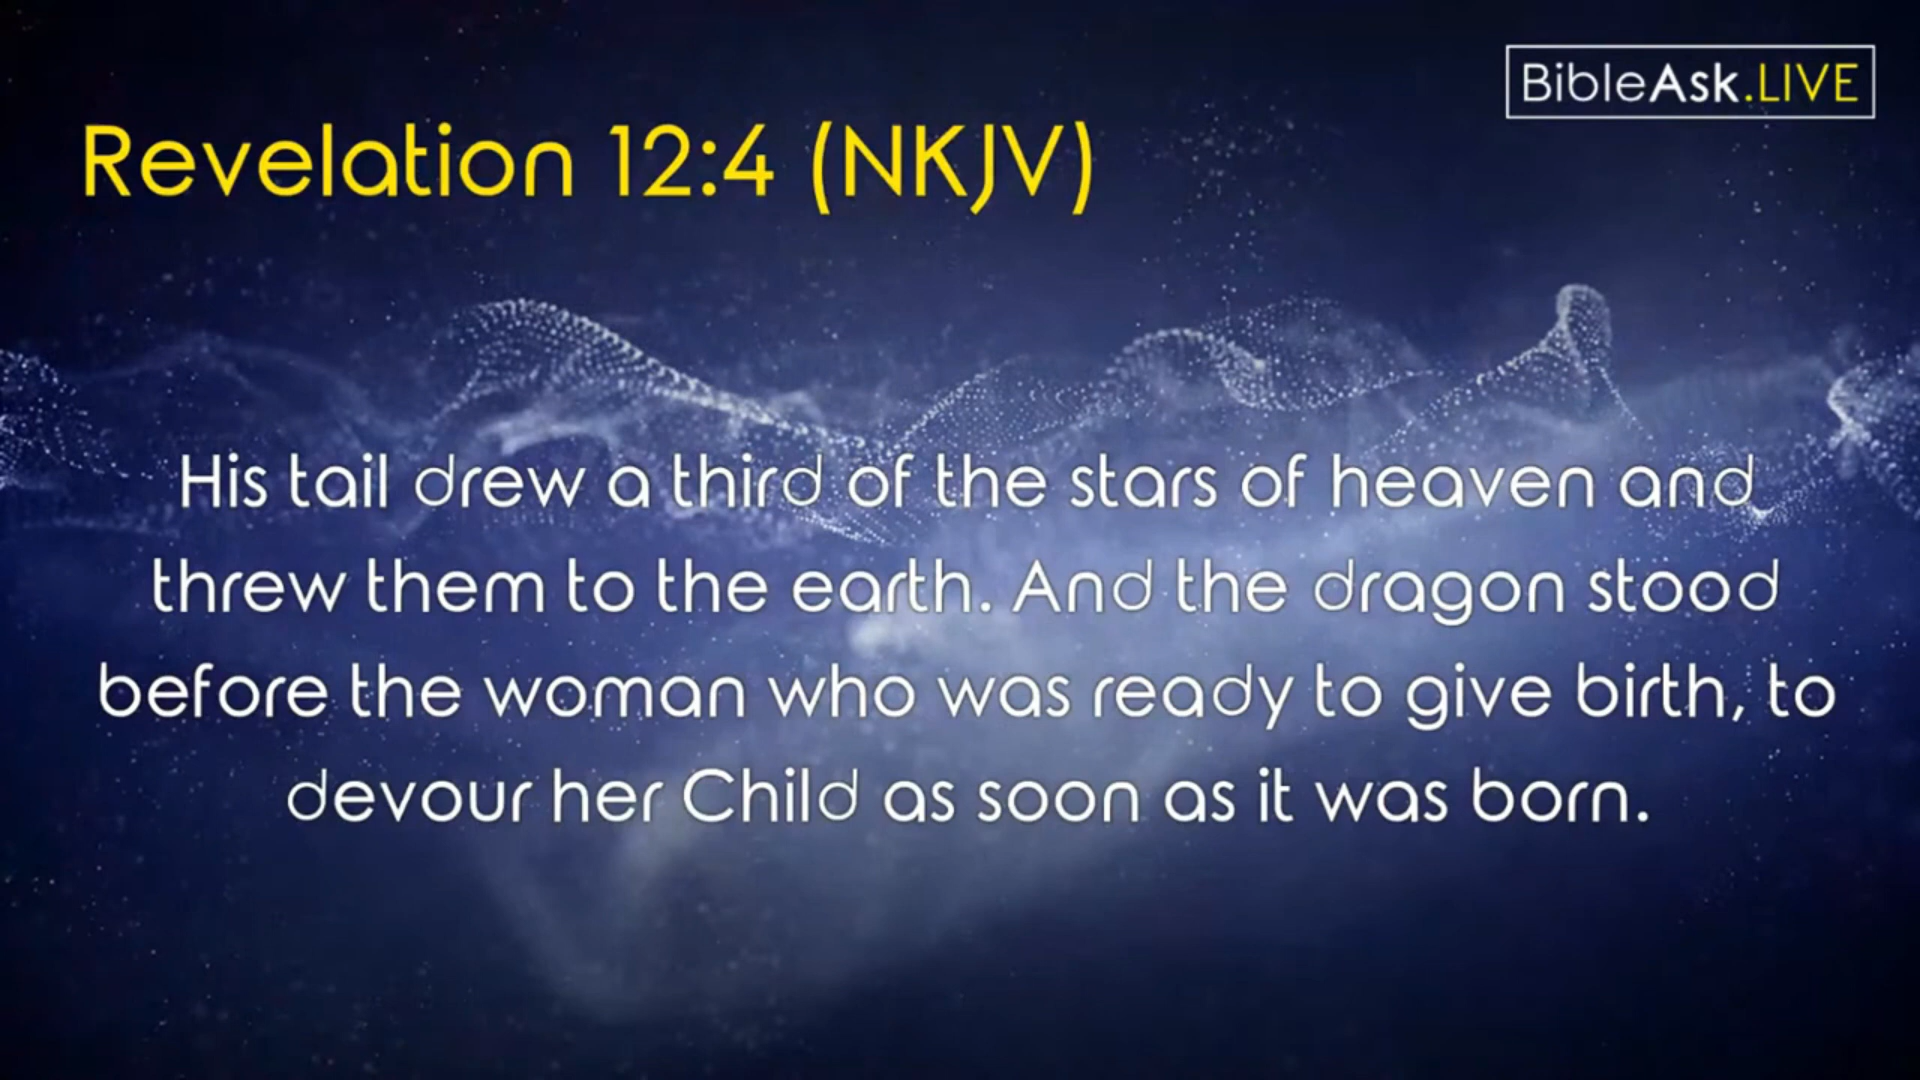 BibleAsk.LIVE
Revelation 12:4 (NKJV)
His tail drew a third of the stars of heaven and
threw them to the earth. And the dragon stood
before the woman who was ready to give birth, to
devour her Child as soon as it was born.